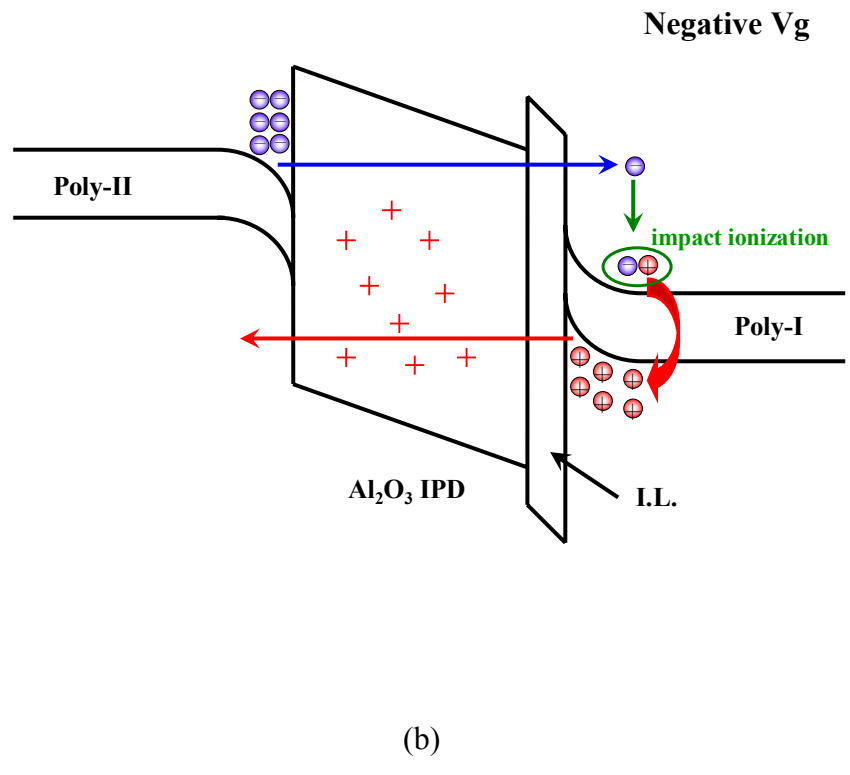 Negative Vg
Poly-II
impact ionization
Poly-I
Al₂O₃ IPD
I.L.
(b)